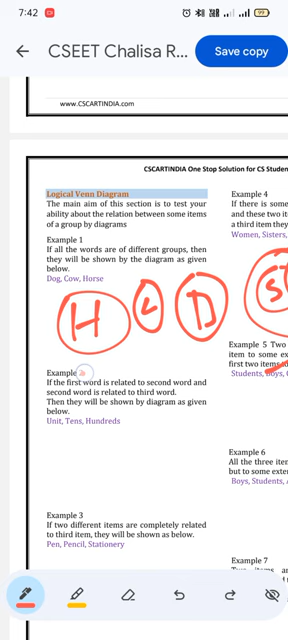 7:42
99
CSEET Chalisa R...
Save copy
www.CSCARTINDIA.com
CSCARTINDIA One Stop Solution for CS Studen
Logical Venn Diagram
The main aim of this section is to test your
ability about the relation between some items
of a group by diagrams
Example 1
If all the words are of different groups, then
they will be shown by the diagram as given
below.
Dog, Cow, Horse
H C D
Example
If the first word is related to second word and
second word is related to third word.
Then they will be shown by diagram as given
below.
Unit, Tens, Hundreds
Example 3
If two different items are completely related
to third item, they will be shown as below.
Pen, Pencil, Stationery
Example 4
If there is some
and these two it
a third item they
Women, Sisters,
S
Example 5 Two
item to some ex
first two items
Students, Boys,
Example 6
All the three iten
but to some exter
Boys, Students, A
Example 7